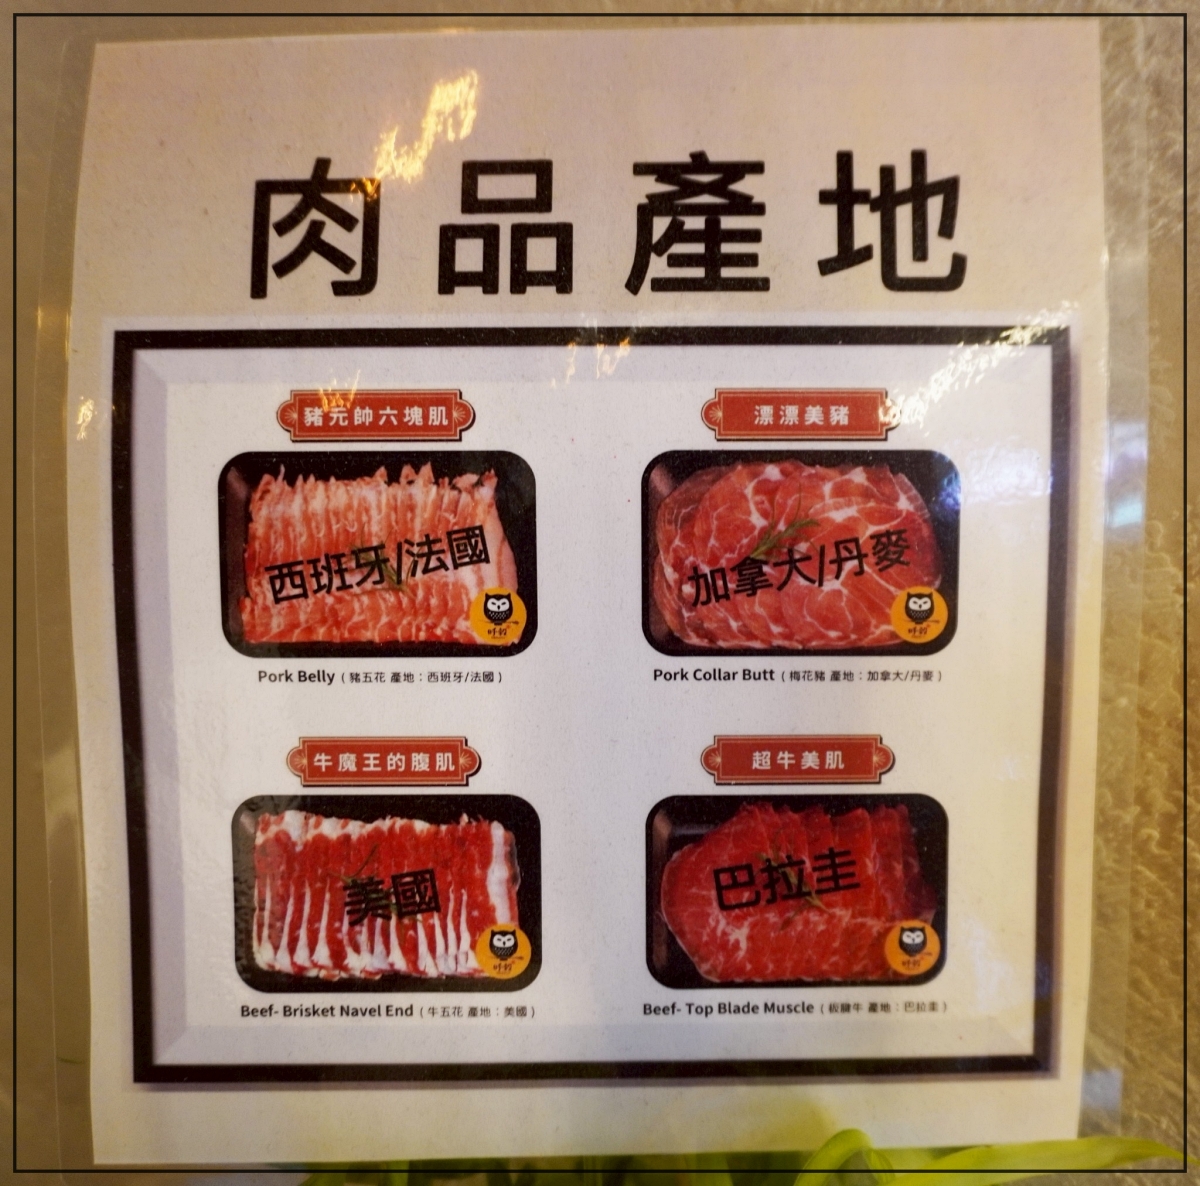 肉品產地
豬元帥六塊肌
漂漂美豬
西班牙/法國
加拿大/丹麥
Pork Belly（豬五花 產地：西班牙/法國）
Pork Collar Butt（梅花豬 產地：加拿大/丹麥）
牛魔王的腹肌
超牛美肌
美國
巴拉圭
Beef- Brisket Navel End（牛五花 產地：美國）
Beef- Top Blade Muscle（板腱牛 產地：巴拉圭）